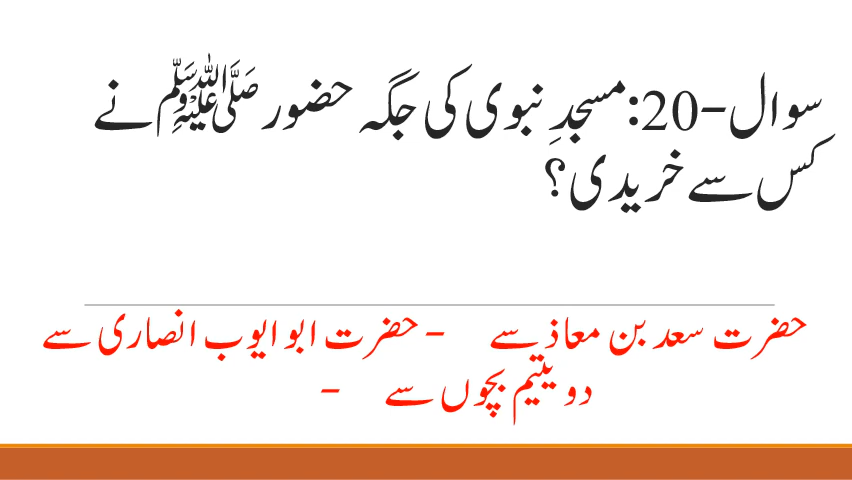 سوال-20:مسجدِ نبوی کی جگہ حضور ﷺ نے
کس سے خریدی؟
حضرت سعد بن معاذ سے - حضرت ابو ایوب انصاری سے
دو یتیم بچوں سے -